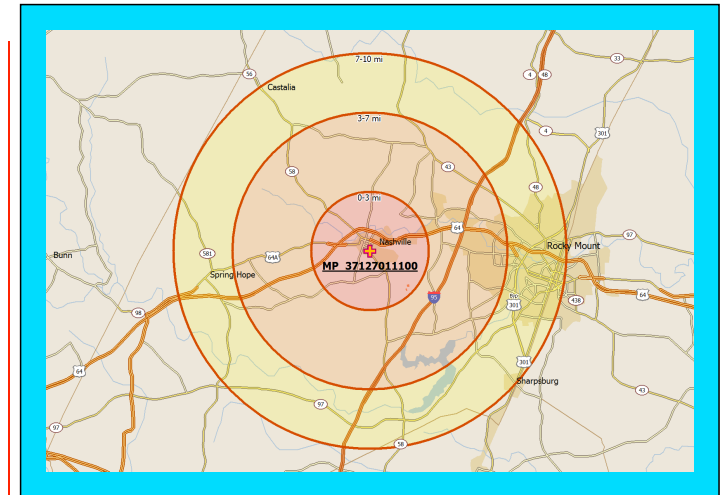 7-10 mi
33
56
4
48
Castalia
3-7 mi
4
301
43
58
48
0-3 mi
64
97
Nashville
Rocky Mount
581
64A
Bunn
MP 37127011100
Spring Hope
95
64
301
438
98
301
64
Sharpsburg
43
97
97
58